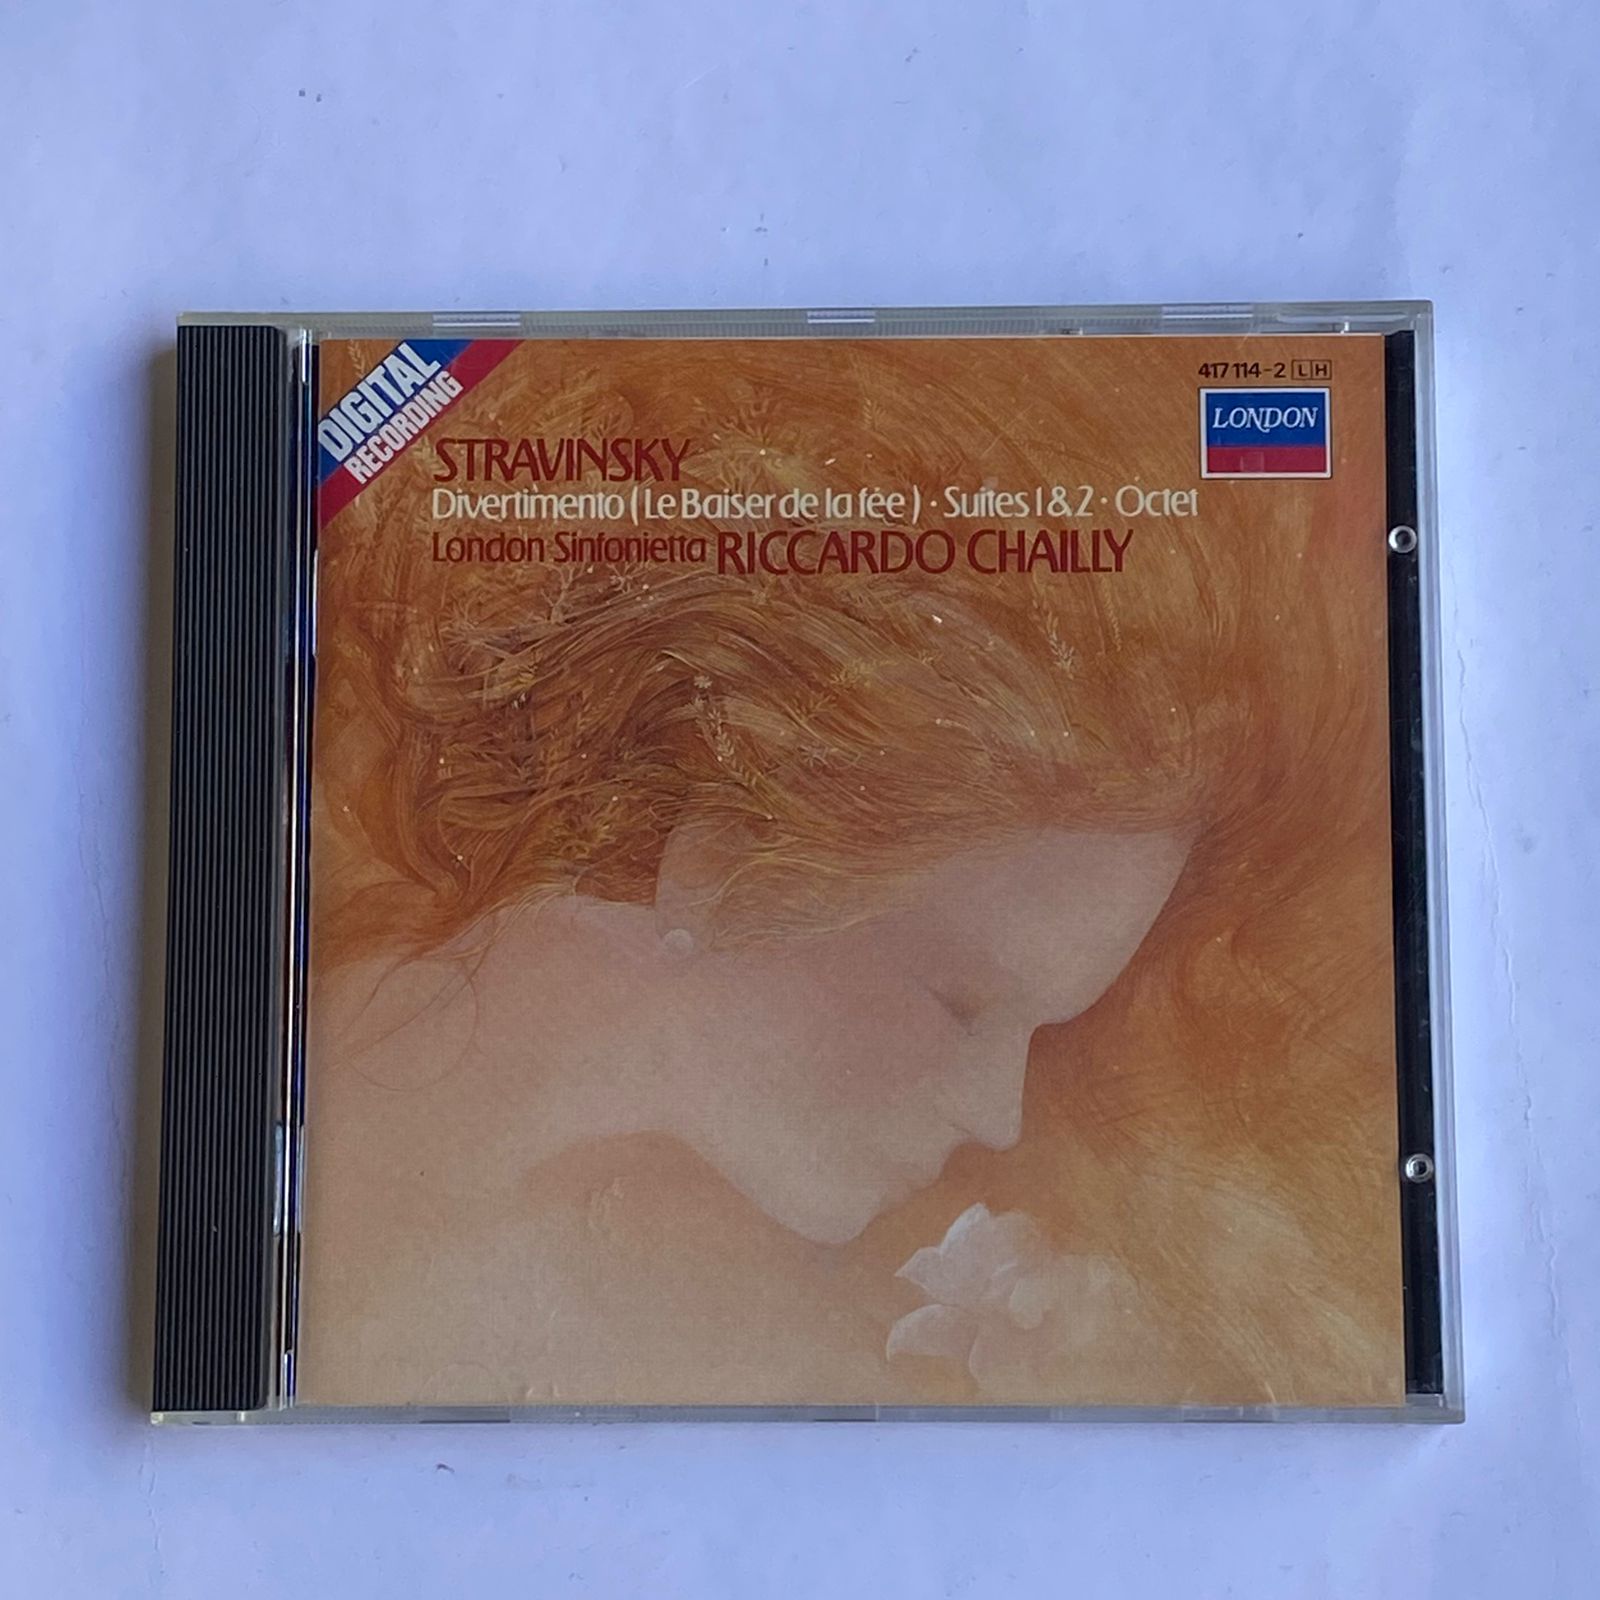 DIGITAL
RECORDING
417 114-2 LH
LONDON
STRAVINSKY
Divertimento (Le Baiser de la fée) · Suites 1 & 2 · Octet
London Sinfonietta RICCARDO CHAILLY